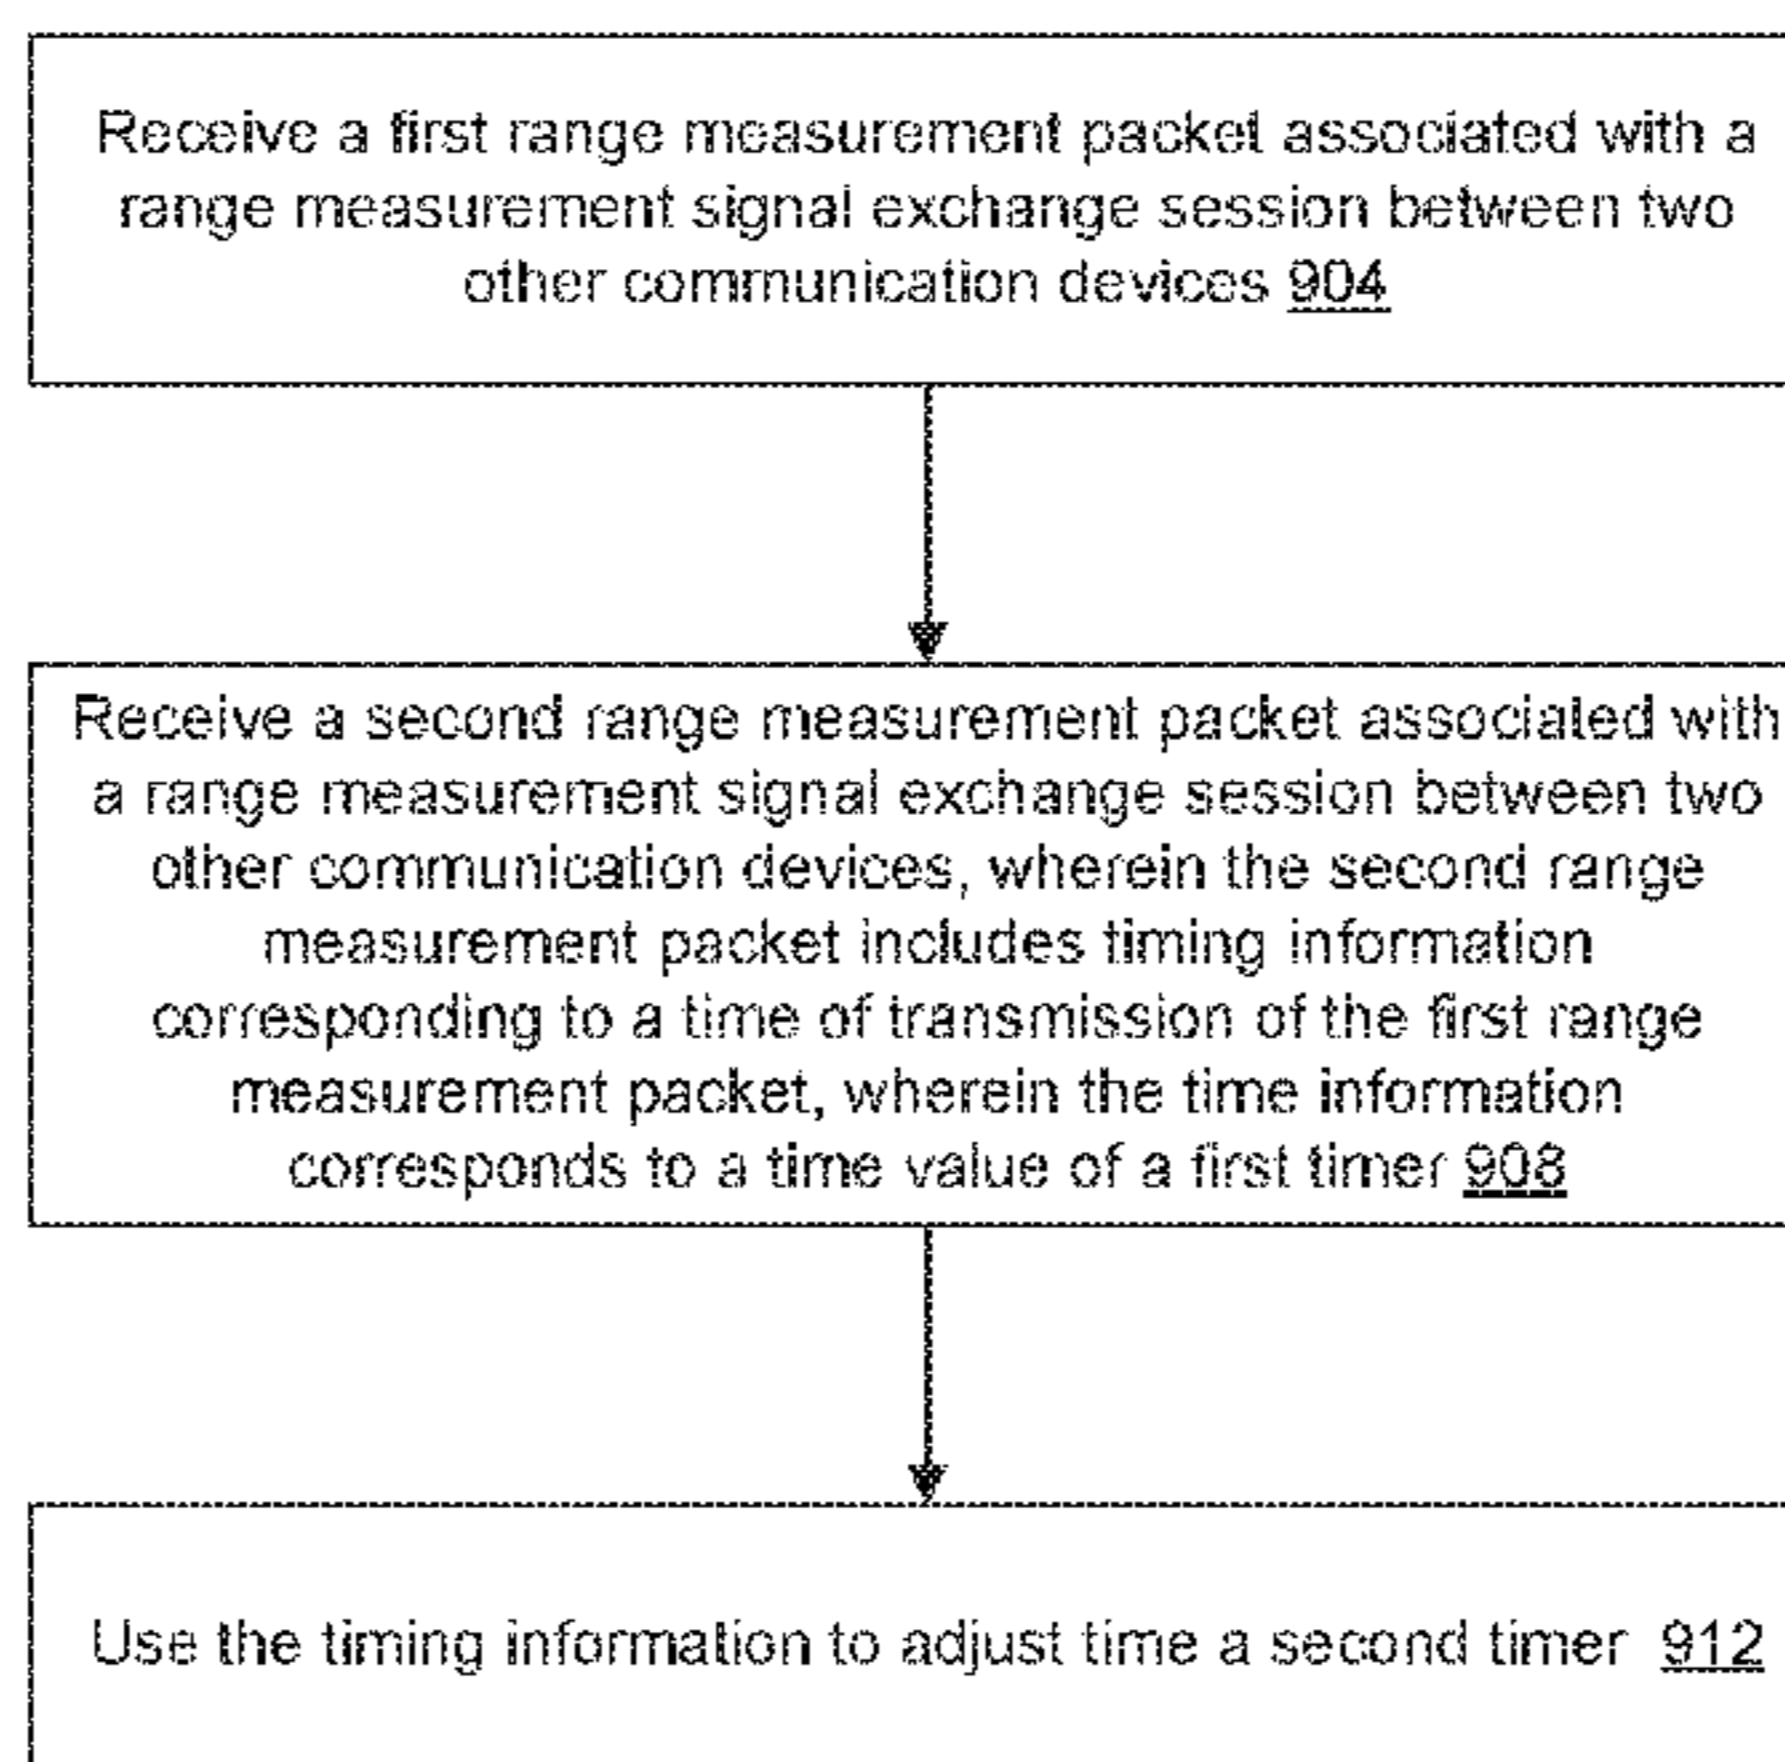 Receive a first range measurement packet associated with a
range measurement signal exchange session between two
other communication devices 904
Receive a second range measurement packet associated with
a range measurement signal exchange session between two
other communication devices, wherein the second range
measurement packet includes timing information
corresponding to a time of transmission of the first range
measurement packet, wherein the time information
corresponds to a time value of a first timer 908
Use the timing information to adjust time a second timer 912